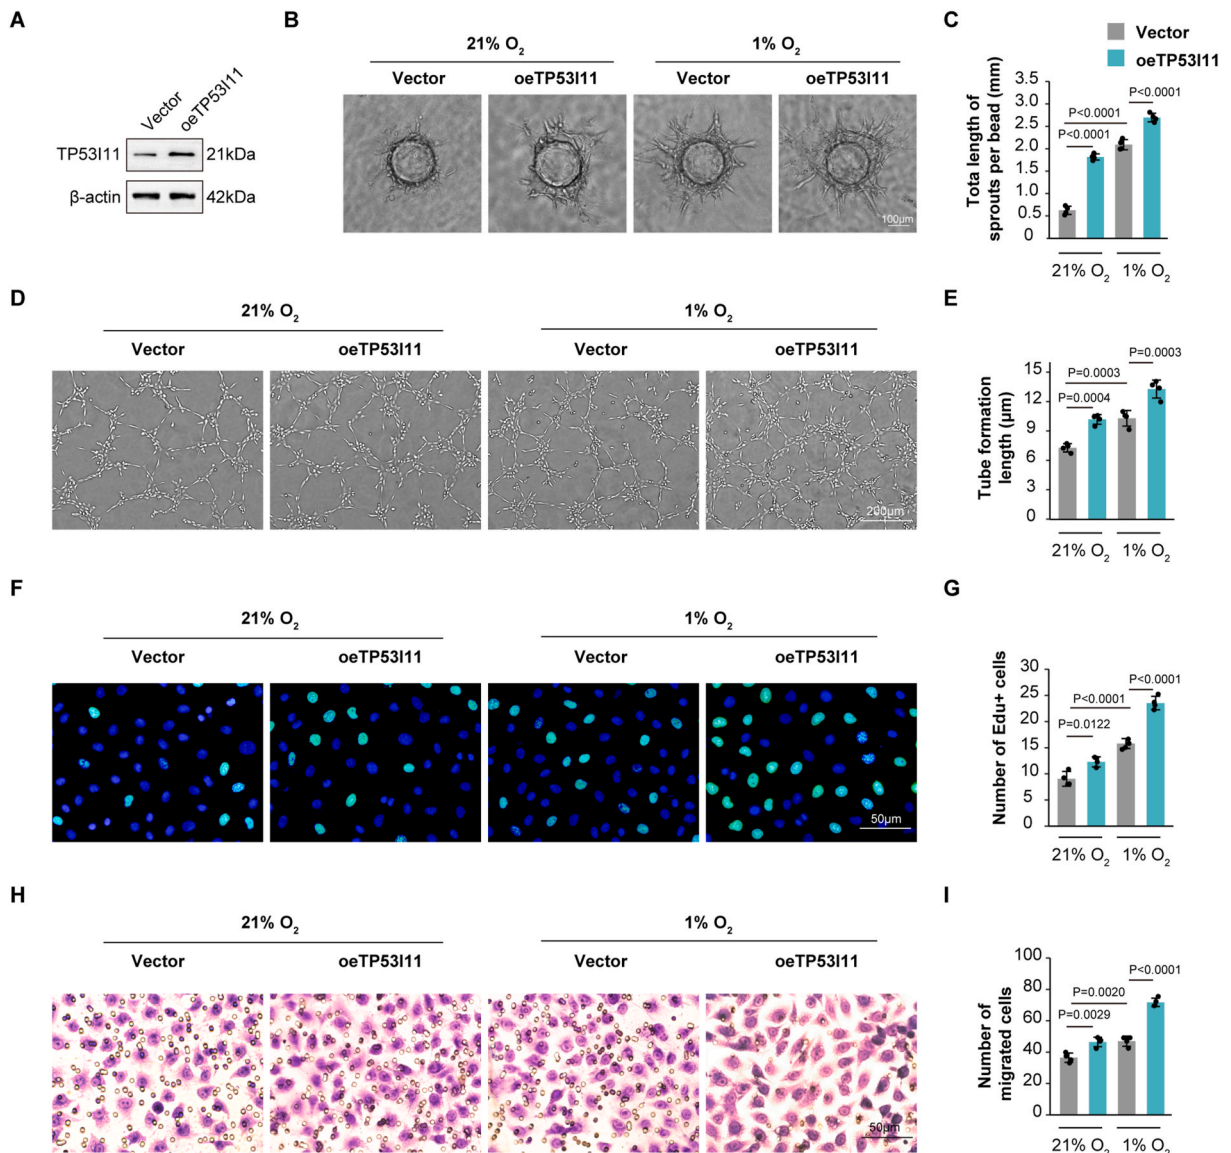 A
Vector
oeTP53I11
TP53I11
21kDa
β-actin
42kDa
B
21% O2
1% O2
Vector
oeTP53I11
Vector
oeTP53I11
100μm
C
Vector
oeTP53I11
Tota length of
sprouts per bead (mm)
3.5
3.0
2.5
2.0
1.5
1.0
0.5
0
P<0.0001
P<0.0001
P<0.0001
21% O2
1% O2
D
21% O2
1% O2
Vector
oeTP53I11
Vector
oeTP53I11
200μm
E
Tube formation
length (μm)
15
12
9
6
3
0
P=0.0003
P=0.0003
P=0.0004
21% O2
1% O2
F
21% O2
1% O2
Vector
oeTP53I11
Vector
oeTP53I11
50μm
G
Number of Edu+ cells
30
25
20
15
10
5
0
P<0.0001
P<0.0001
P=0.0122
21% O2
1% O2
H
21% O2
1% O2
Vector
oeTP53I11
Vector
oeTP53I11
50μm
I
Number of
migrated cells
100
80
60
40
20
0
P<0.0001
P=0.0020
P=0.0029
21% O2
1% O2